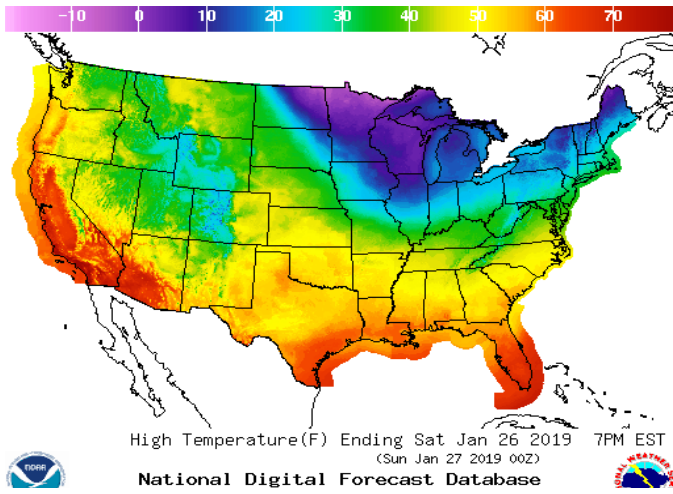 -10 0 10 20 30 40 50 60 70
High Temperature(F) Ending Sat Jan 26 2019 7PM EST
(Sun Jan 27 2019 00Z)
National Digital Forecast Database
NOAA